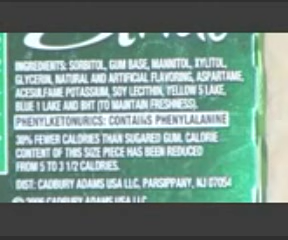 INGREDIENTS: SORBITOL, GUM BASE, MANNITOL, XYLITOL,
GLYCERIN, NATURAL AND ARTIFICIAL FLAVORING, ASPARTAME,
ACESULFAME POTASSIUM, SOY LECITHIN, YELLOW 5 LAKE,
BLUE 1 LAKE AND BHT (TO MAINTAIN FRESHNESS).
PHENYLKETONURICS: CONTAINS PHENYLALANINE
30% FEWER CALORIES THAN SUGARED GUM. CALORIE
CONTENT OF THIS SIZE PIECE HAS BEEN REDUCED
FROM 5 TO 3 1/2 CALORIES.
DIST: CADBURY ADAMS USA LLC, PARSIPPANY, NJ 07054
CADBURY ADAMS USA LLC